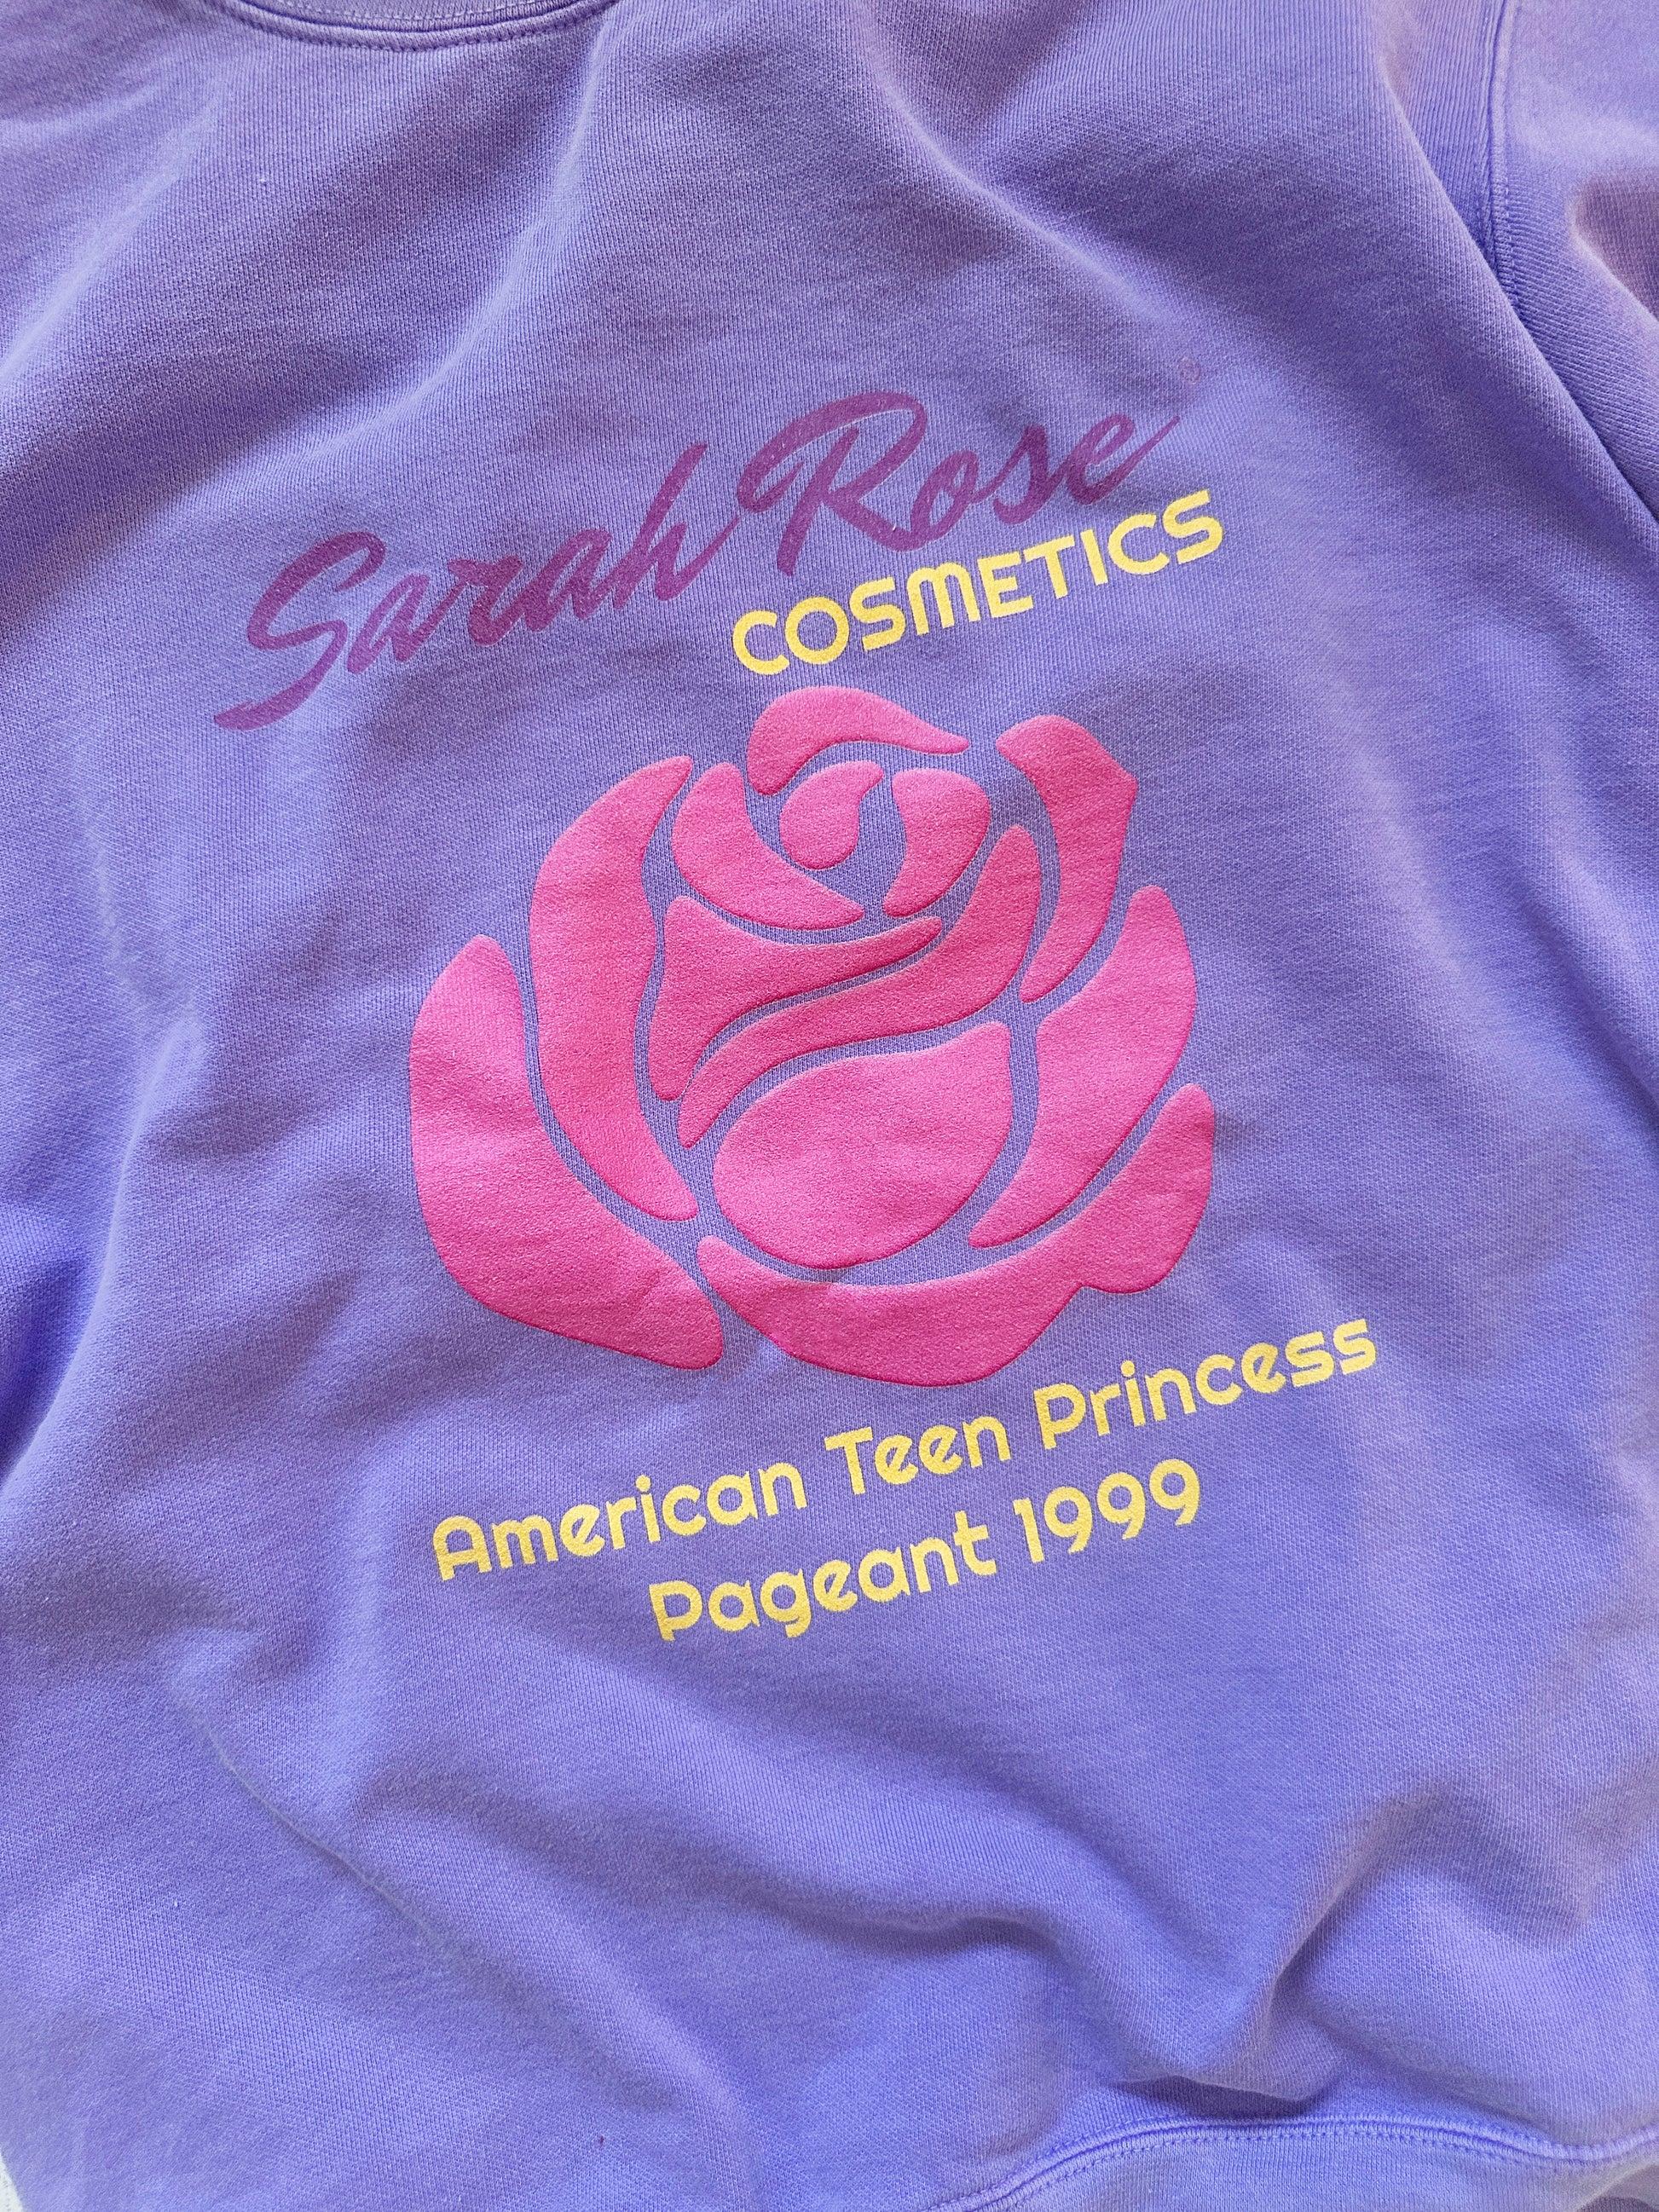 Sarah Rose
COSMETICS
American Teen Princess
Pageant 1999